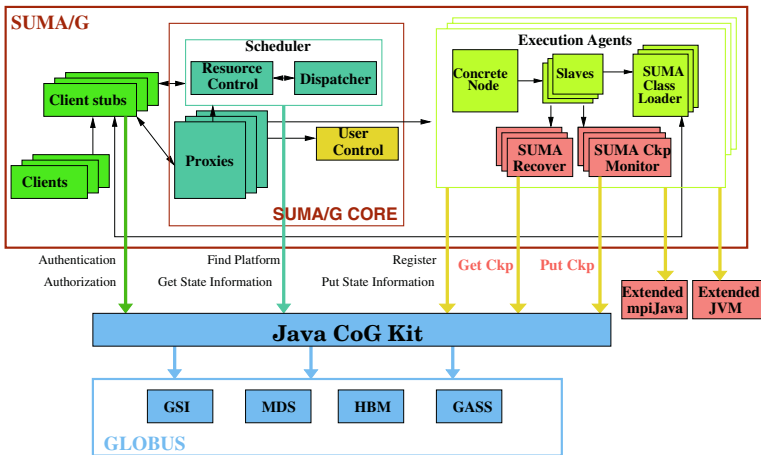 SUMA/G
Scheduler
Execution Agents
Resuorce
Control
Dispatcher
Concrete
Node
Slaves
SUMA
Class
Loader
Client stubs
Proxies
User
Control
SUMA
Recover
SUMA Ckp
Monitor
Clients
SUMA/G CORE
Authentication
Authorization
Find Platform
Get State Information
Register
Put State Information
Get Ckp
Put Ckp
Extended
mpiJava
Extended
JVM
Java CoG Kit
GSI
MDS
HBM
GASS
GLOBUS